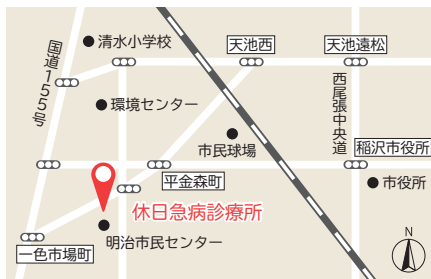 清水小学校
天池西
天池遠松
国道155号
環境センター
西尾張中央道
市民球場
稲沢市役所
平金森町
市役所
休日急病診療所
明治市民センター
一色市場町
N